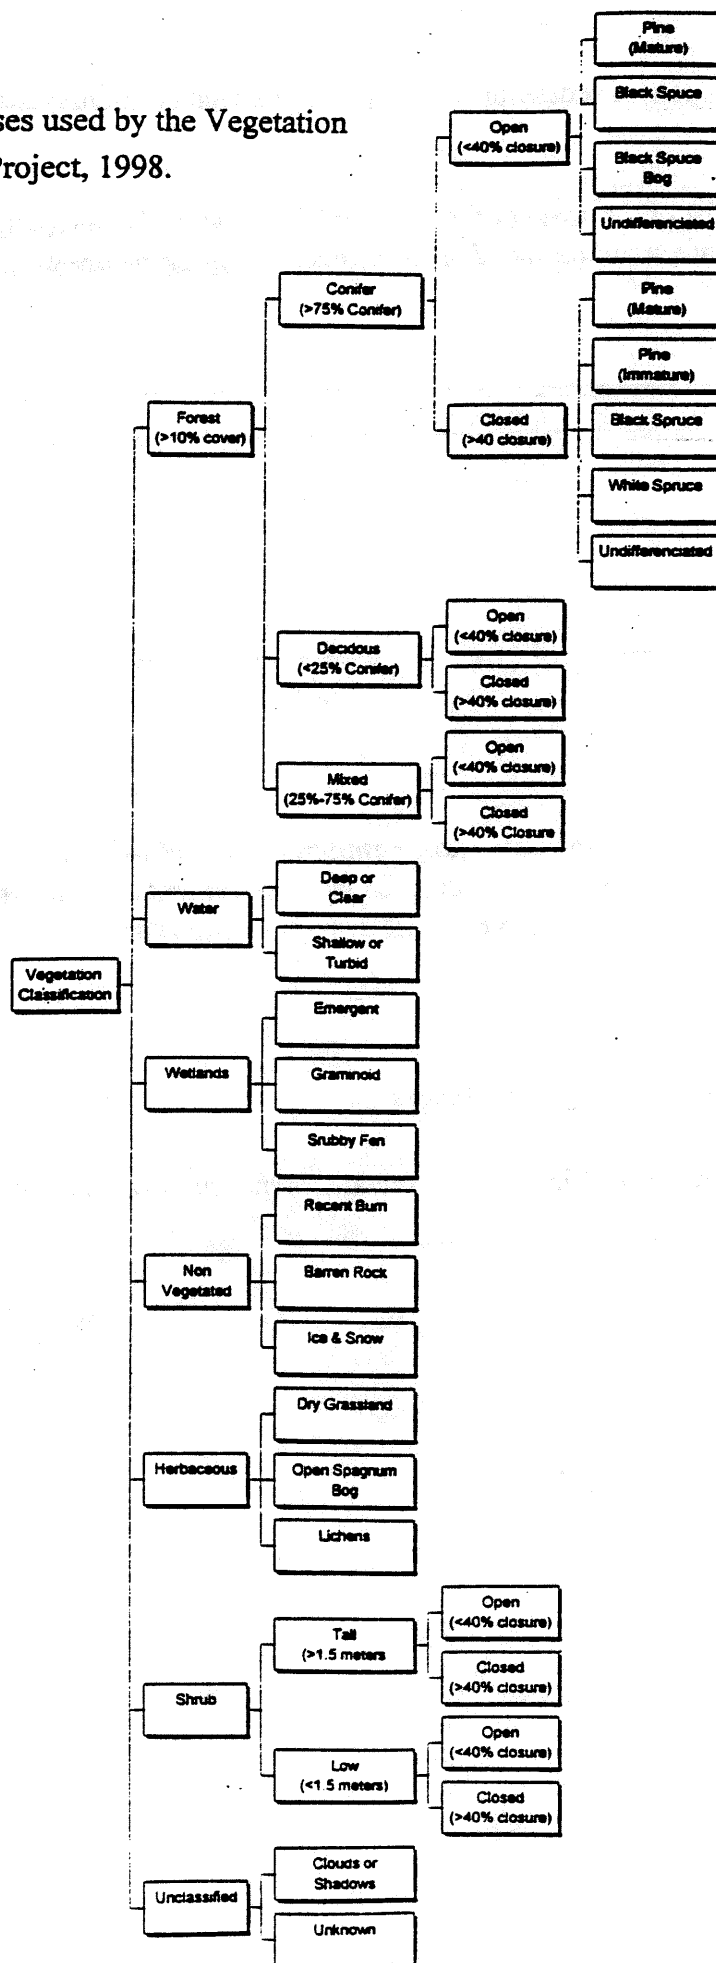 ses used by the Vegetation
Project, 1998.
Pine
(Mature)
Black Spuce
Black Spuce
Bog
Undifferenciated
Open
(<40% closure)
Conifer
(>75% Conifer)
Pine
(Mature)
Pine
(Immature)
Black Spruce
White Spruce
Undifferenciated
Closed
(>40 closure)
Forest
(>10% cover)
Decidous
(<25% Conifer)
Open
(<40% closure)
Closed
(>40% closure)
Mixed
(25%-75% Conifer)
Open
(<40% closure)
Closed
(>40% Closure
Water
Deep or
Clear
Shallow or
Turbid
Vegetation
Classification
Wetlands
Emergent
Graminoid
Srubby Fen
Non
Vegetated
Recent Burn
Barren Rock
Ice & Snow
Herbaceous
Dry Grassland
Open Spagnum
Bog
Lichens
Shrub
Tall
(>1.5 meters
Open
(<40% closure)
Closed
(>40% closure)
Low
(<1.5 meters)
Open
(<40% closure)
Closed
(>40% closure)
Unclassified
Clouds or
Shadows
Unknown